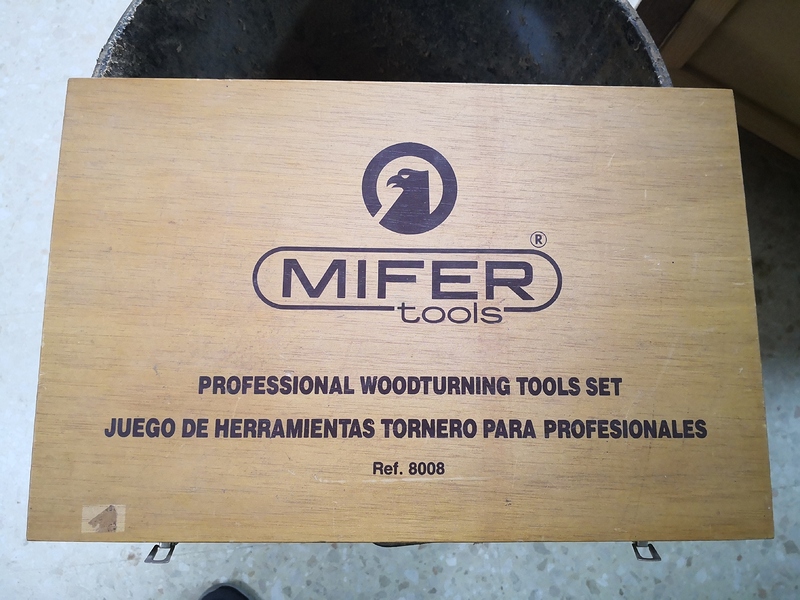 ®
MIFER
tools
PROFESSIONAL WOODTURNING TOOLS SET
JUEGO DE HERRAMIENTAS TORNERO PARA PROFESIONALES
Ref. 8008